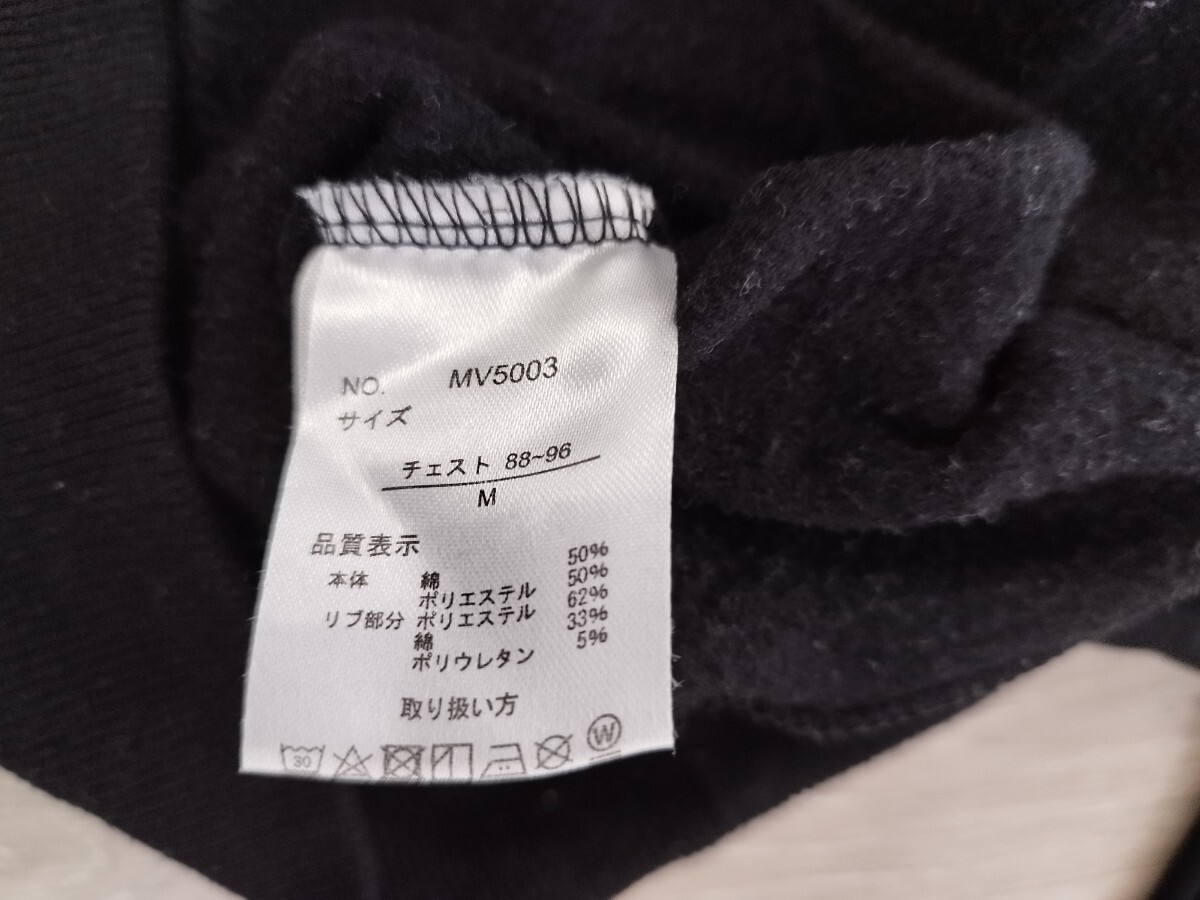 NO. MV5003
サイズ
チェスト 88~96
M
品質表示
本体 綿 50%
ポリエステル 50%
リブ部分 ポリエステル 62%
綿 33%
ポリウレタン 5%
取り扱い方
30 W